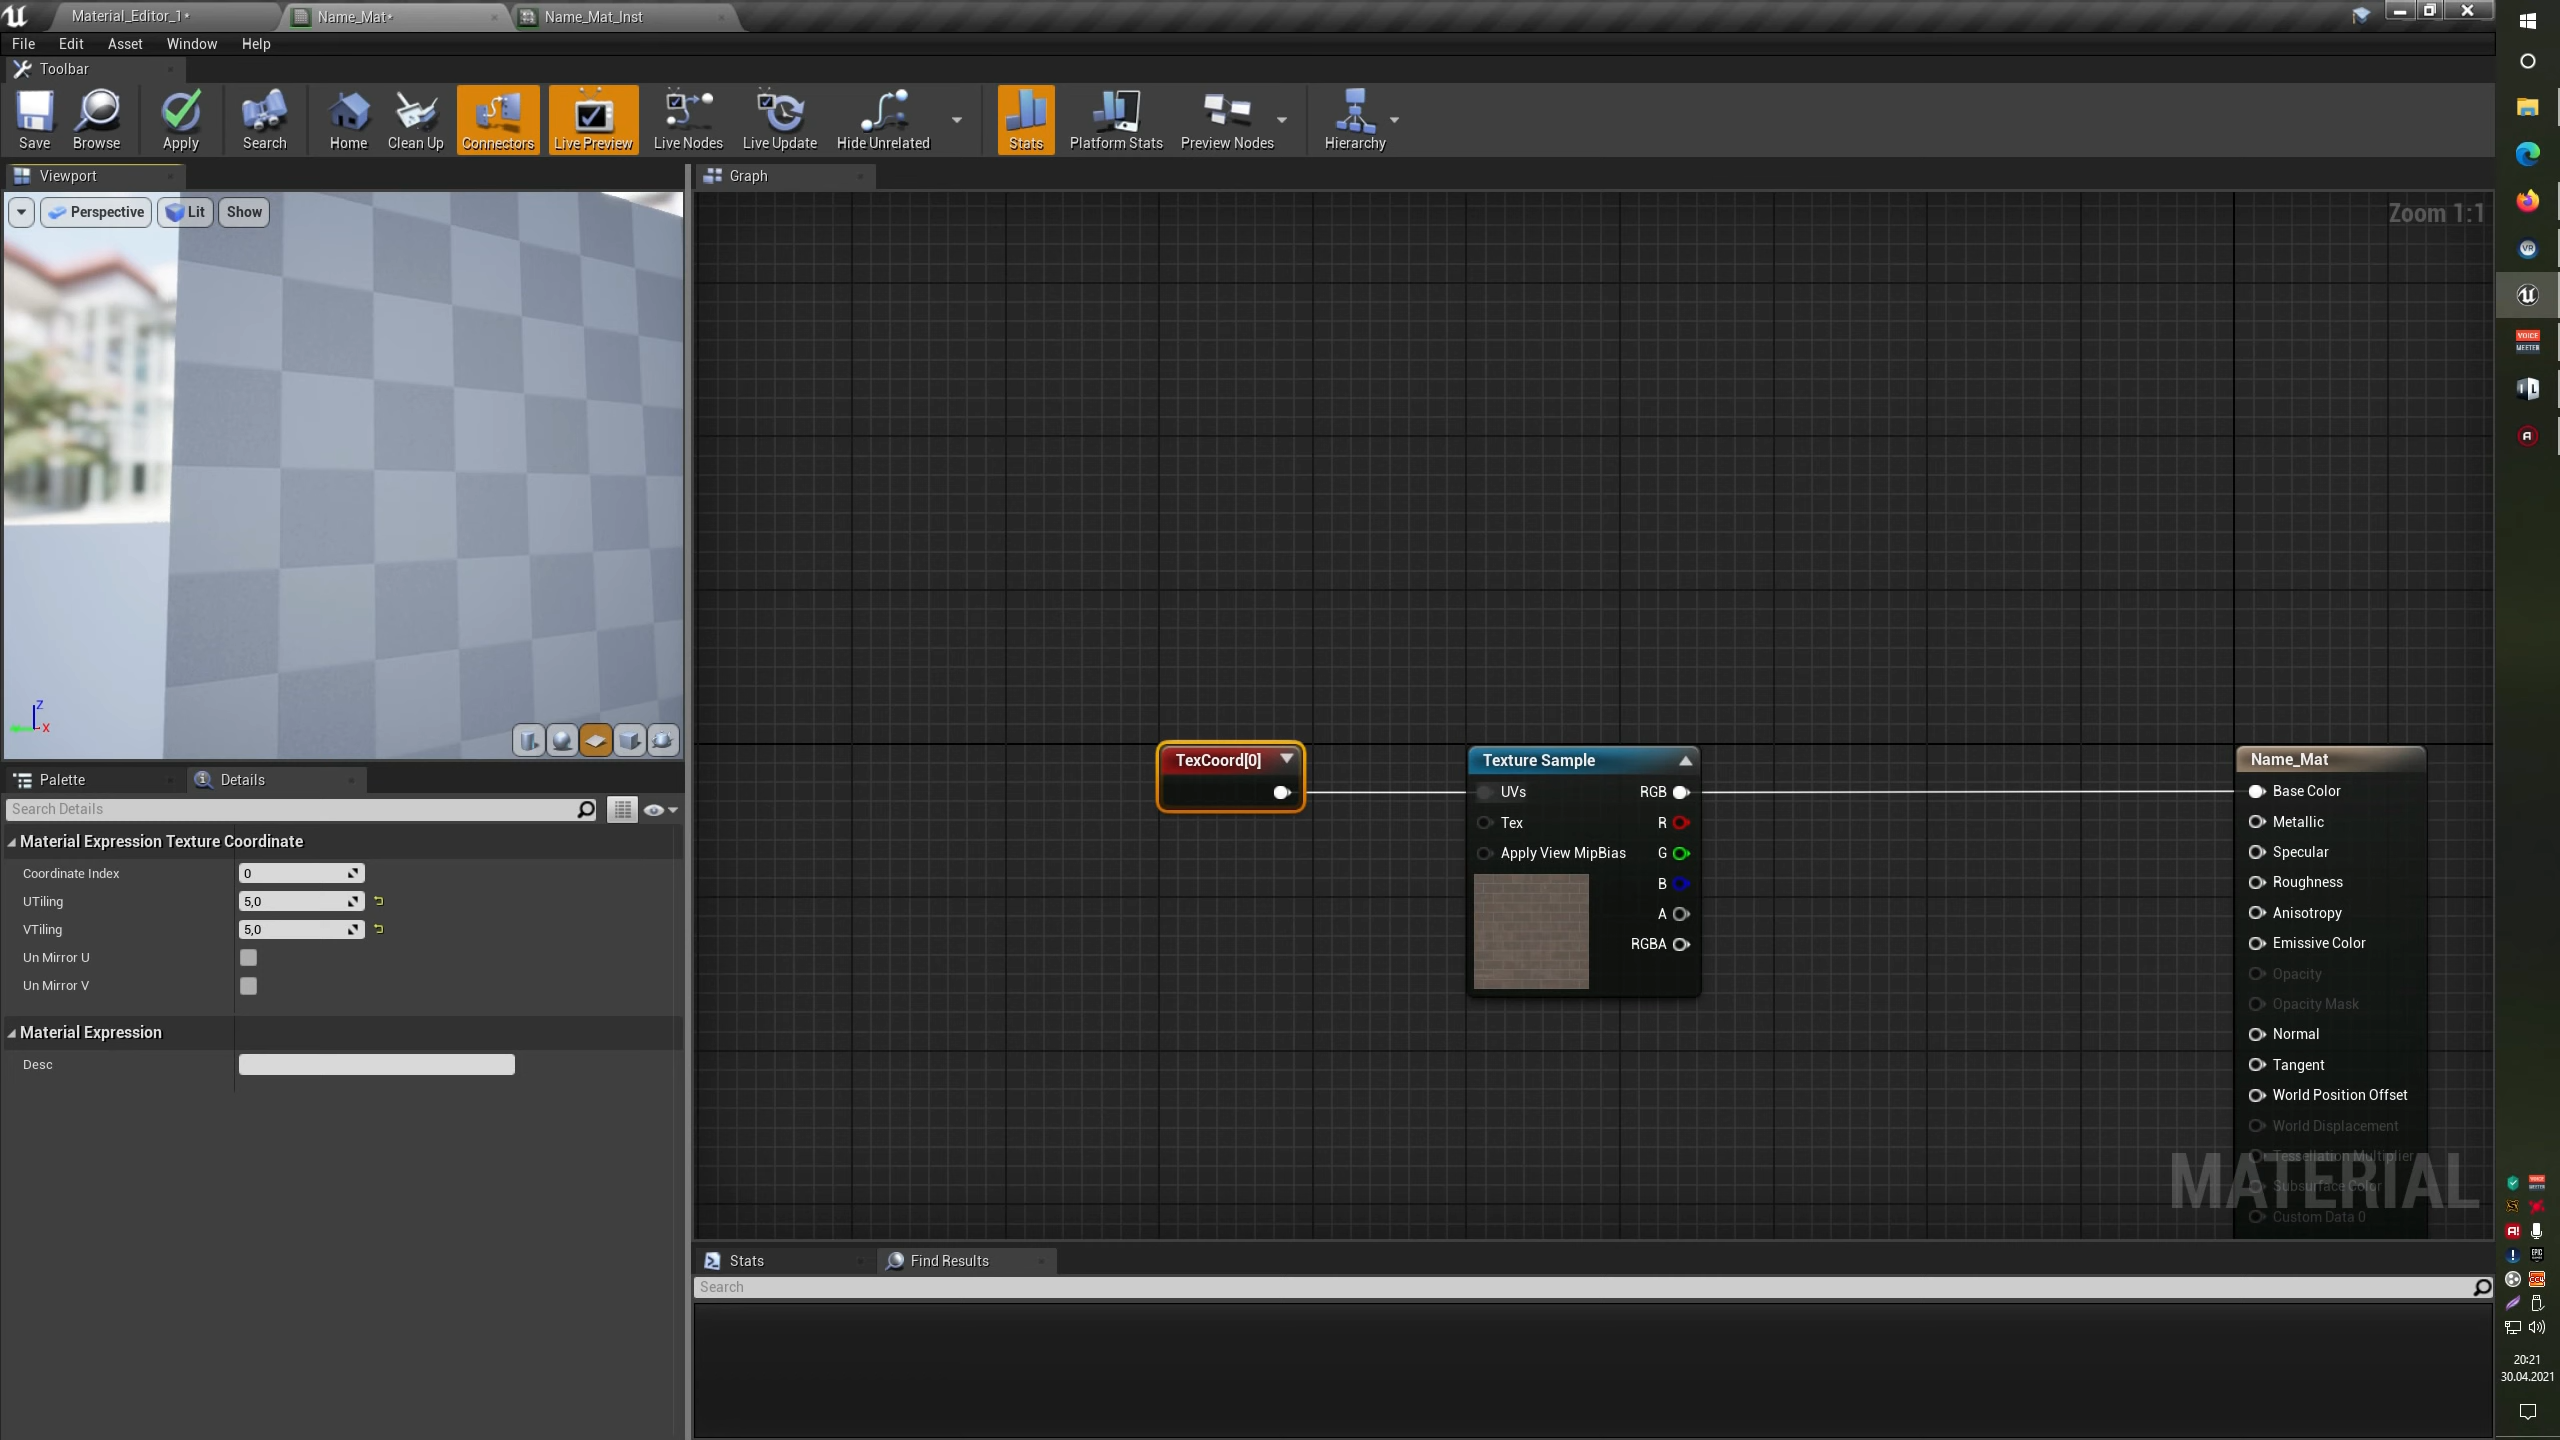 Material_Editor_1*
Name_Mat*
Name_Mat_Inst
File Edit Asset Window Help
Toolbar
Save
Browse
Apply
Search
Home
Clean Up
Connectors
Live Preview
Live Nodes
Live Update
Hide Unrelated
Stats
Platform Stats
Preview Nodes
Hierarchy
Viewport
Perspective
Lit
Show
Z
X
Graph
Zoom 1:1
TexCoord[0]
Texture Sample
UVs
RGB
Tex
R
Apply View MipBias
G
B
A
RGBA
Name_Mat
Base Color
Metallic
Specular
Roughness
Anisotropy
Emissive Color
Opacity
Opacity Mask
Normal
Tangent
World Position Offset
World Displacement
Tessellation Multiplier
Subsurface Color
Custom Data 0
MATERIAL
Palette
Details
Search Details
Material Expression Texture Coordinate
Coordinate Index
0
UTiling
5,0
VTiling
5,0
Un Mirror U
Un Mirror V
Material Expression
Desc
Stats
Find Results
Search
VR
VOICE
MEETER
20:21
30.04.2021